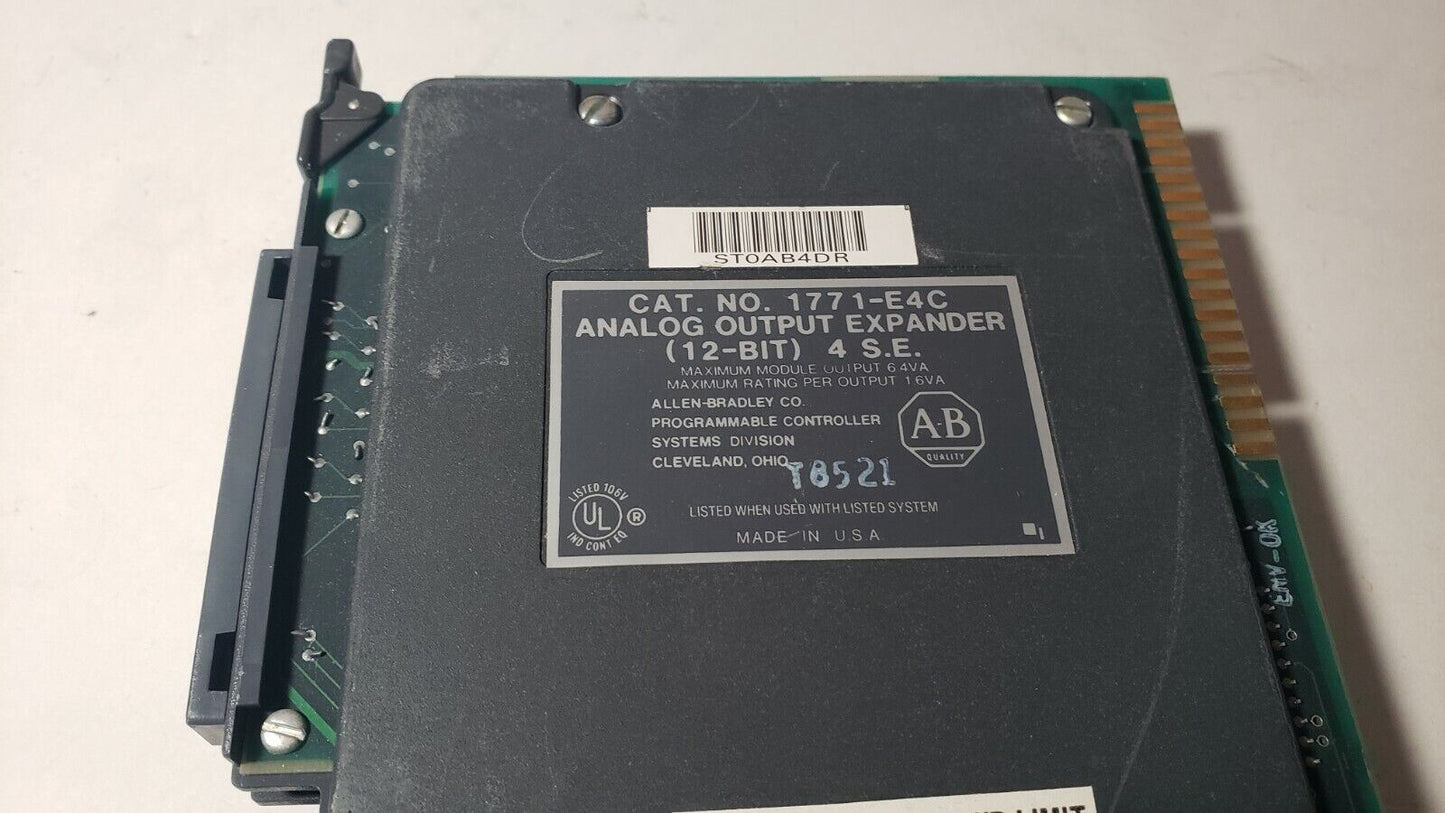 ST0AB4DR
CAT. NO. 1771-E4C
ANALOG OUTPUT EXPANDER
(12-BIT) 4 S.E.
MAXIMUM MODULE OUTPUT 6.4VA
MAXIMUM RATING PER OUTPUT 1.6VA
ALLEN-BRADLEY CO.
PROGRAMMABLE CONTROLLER
SYSTEMS DIVISION
CLEVELAND, OHIO
A·B
QUALITY
T8521
LISTED 106V
UL ®
IND CONT EQ
LISTED WHEN USED WITH LISTED SYSTEM
MADE IN U.S.A.
LIMIT